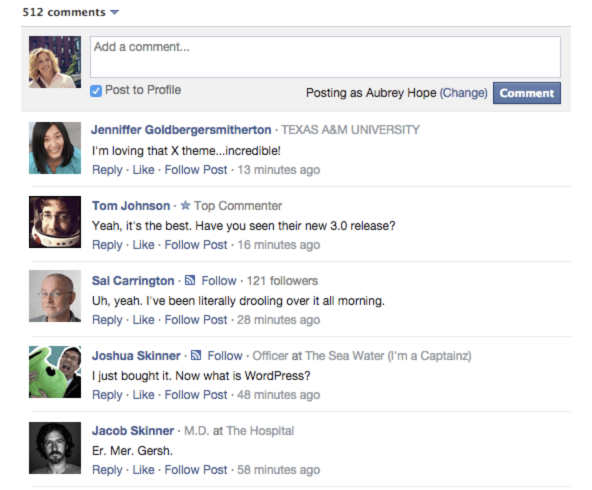 512 comments
Add a comment...
Post to Profile
Posting as Aubrey Hope (Change) Comment
Jenniffer Goldbergersmitherton · TEXAS A&M UNIVERSITY
I'm loving that X theme...incredible!
Reply · Like · Follow Post · 13 minutes ago
Tom Johnson · Top Commenter
Yeah, it's the best. Have you seen their new 3.0 release?
Reply · Like · Follow Post · 16 minutes ago
Sal Carrington · Follow · 121 followers
Uh, yeah. I've been literally drooling over it all morning.
Reply · Like · Follow Post · 28 minutes ago
Joshua Skinner · Follow · Officer at The Sea Water (I'm a Captainz)
I just bought it. Now what is WordPress?
Reply · Like · Follow Post · 48 minutes ago
Jacob Skinner · M.D. at The Hospital
Er. Mer. Gersh.
Reply · Like · Follow Post · 58 minutes ago